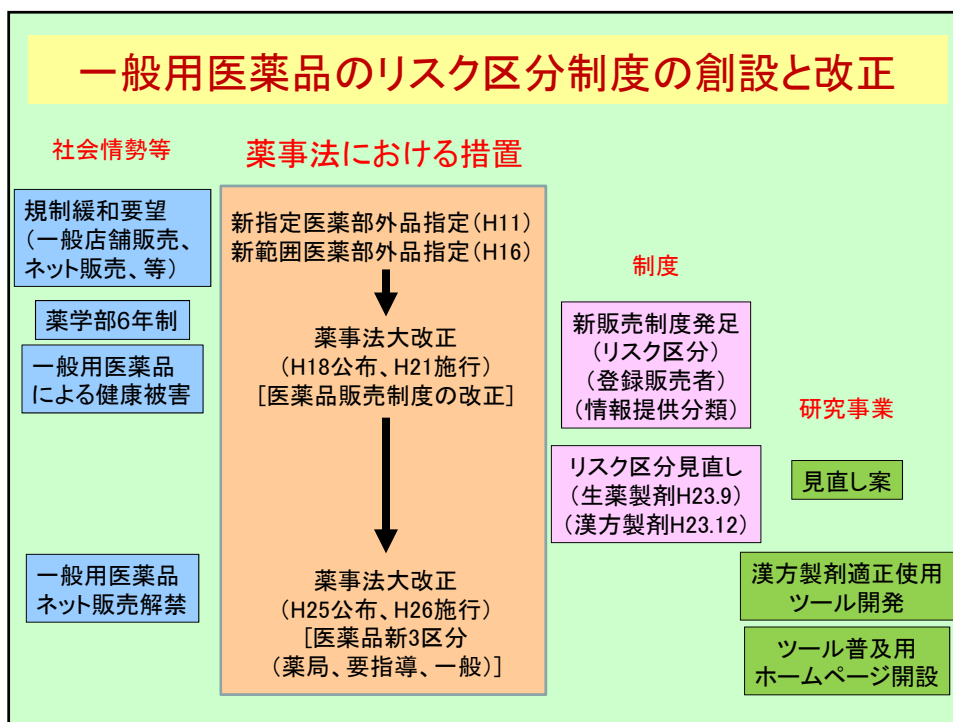 一般用医薬品のリスク区分制度の創設と改正
社会情勢等
規制緩和要望
(一般店舗販売、
ネット販売、等)
薬学部6年制
一般用医薬品
による健康被害
一般用医薬品
ネット販売解禁
薬事法における措置
新指定医薬部外品指定(H11)
新範囲医薬部外品指定(H16)
薬事法大改正
(H18公布、H21施行)
[医薬品販売制度の改正]
薬事法大改正
(H25公布、H26施行)
[医薬品新3区分
(薬局、要指導、一般)]
制度
新販売制度発足
(リスク区分)
(登録販売者)
(情報提供分類)
リスク区分見直し
(生薬製剤H23.9)
(漢方製剤H23.12)
研究事業
見直し案
漢方製剤適正使用
ツール開発
ツール普及用
ホームページ開設